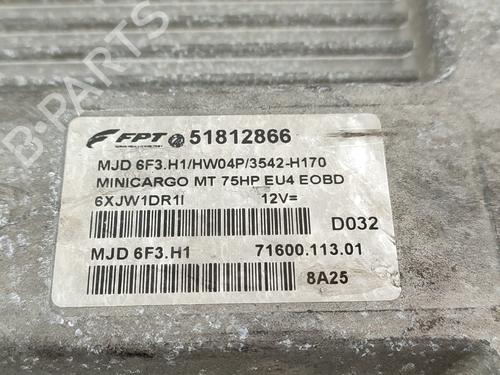 FPT 51812866
MJD 6F3.H1/HW04P/3542-H170
MINICARGO MT 75HP EU4 EOBD
6XJW1DR1I 12V=
D032
MJD 6F3.H1 71600.113.01
8A25
B-PARTS